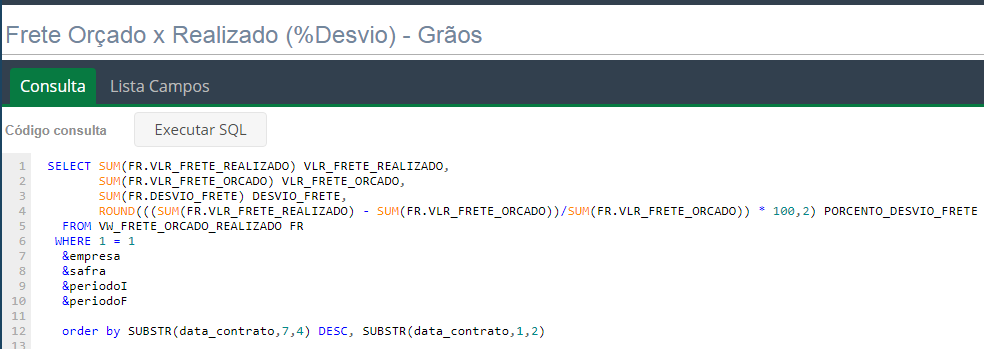 Frete Orçado x Realizado (%Desvio) - Grãos
Consulta Lista Campos
Código consulta Executar SQL
1 SELECT SUM(FR.VLR_FRETE_REALIZADO) VLR_FRETE_REALIZADO,
2 SUM(FR.VLR_FRETE_ORCADO) VLR_FRETE_ORCADO,
3 SUM(FR.DESVIO_FRETE) DESVIO_FRETE,
4 ROUND(((SUM(FR.VLR_FRETE_REALIZADO) - SUM(FR.VLR_FRETE_ORCADO))/SUM(FR.VLR_FRETE_ORCADO)) * 100,2) PORCENTO_DESVIO_FRETE
5 FROM VW_FRETE_ORCADO_REALIZADO FR
6 WHERE 1 = 1
7 &empresa
8 &safra
9 &periodoI
10 &periodoF
11
12 order by SUBSTR(data_contrato,7,4) DESC, SUBSTR(data_contrato,1,2)
13